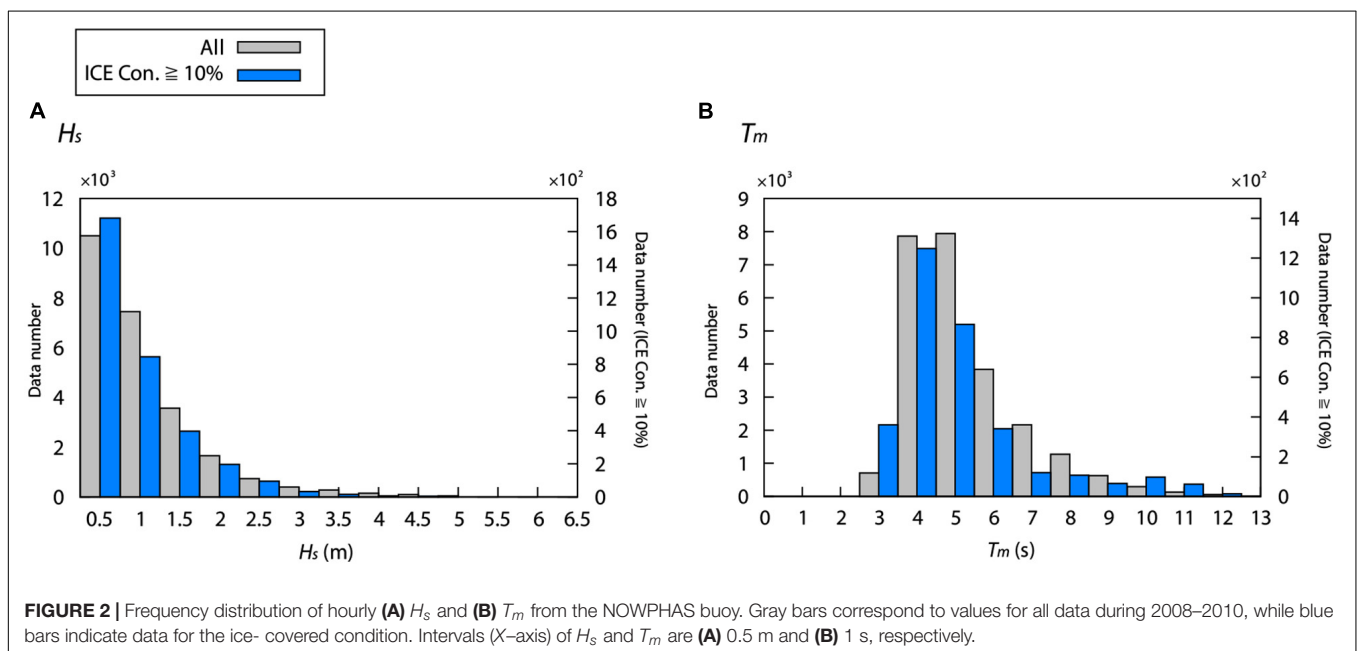 All
ICE Con. ≧ 10%
A
Hs
×10³
×10²
12
10
8
6
4
2
0
Data number
18
16
14
12
10
8
6
4
2
0
Data number (ICE Con. ≧ 10%)
0.5 1 1.5 2 2.5 3 3.5 4 4.5 5 5.5 6 6.5
Hs (m)
B
Tm
×10³
×10²
9
8
7
6
5
4
3
2
1
0
Data number
14
12
10
8
6
4
2
0
Data number (ICE Con. ≧ 10%)
0 1 2 3 4 5 6 7 8 9 10 11 12 13
Tm (s)
FIGURE 2 | Frequency distribution of hourly (A) Hs and (B) Tm from the NOWPHAS buoy. Gray bars correspond to values for all data during 2008–2010, while blue
bars indicate data for the ice- covered condition. Intervals (X–axis) of Hs and Tm are (A) 0.5 m and (B) 1 s, respectively.